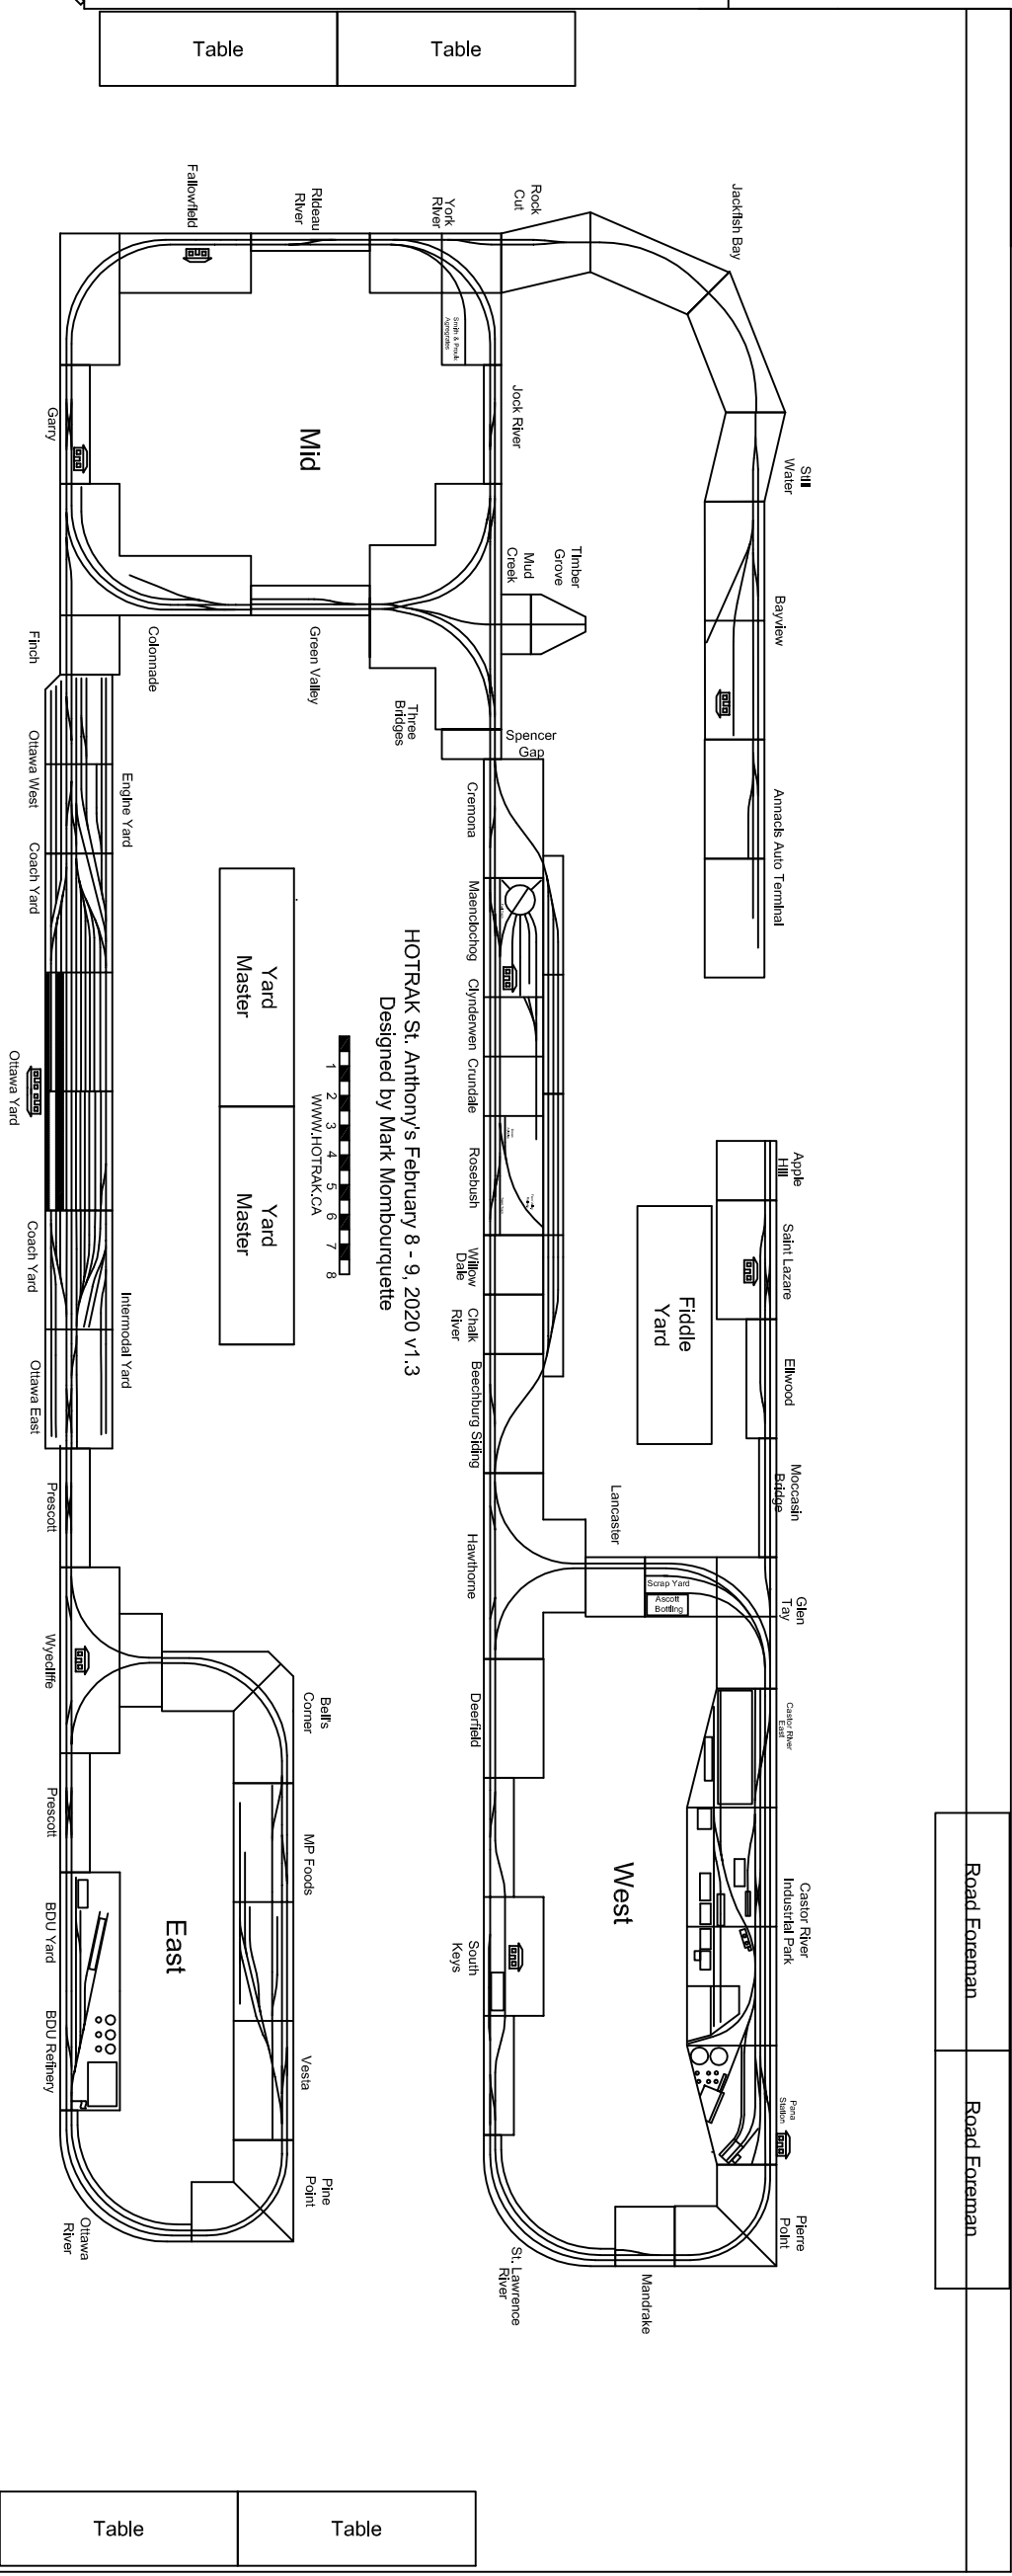 Table
Table
Fallowfield
Rideau
River
York
River
Rock
Cut
Jackfish Bay
Smith & Proulx
Agregrates
Garry
Mid
Jock River
Still
Water
Timber
Grove
Mud
Creek
Bayview
Finch
Colonnade
Green Valley
Three
Bridges
Spencer
Gap
Ottawa West
Engine Yard
Cremona
Annacis Auto Terminal
Coach Yard
Maenclochog
Yard
Master
Clynderwen
Crundale
Ottawa Yard
HOTRAK St. Anthony's February 8 - 9, 2020 v1.3
Designed by Mark Mombourquette
1 2 3 4 5 6 7 8
WWW.HOTRAK.CA
Rosebush
Apple
Hill
Yard
Master
Saint Lazare
Coach Yard
Willow
Dale
Fiddle
Yard
Intermodal Yard
Chalk
River
Ellwood
Ottawa East
Beechburg Siding
Moccasin
Bridge
Prescott
Hawthorne
Lancaster
Scrap Yard
Ascott
Bottling
Glen
Tay
Wyecliffe
Bell's
Corner
Deerfield
Castor River
East
Prescott
MP Foods
West
Castor River
Industrial Park
Road Foreman
BDU Yard
East
South
Keys
BDU Refinery
Vesta
Pana
Station
Road Foreman
Ottawa
River
Pine
Point
St. Lawrence
River
Mandrake
Pierre
Point
Table
Table